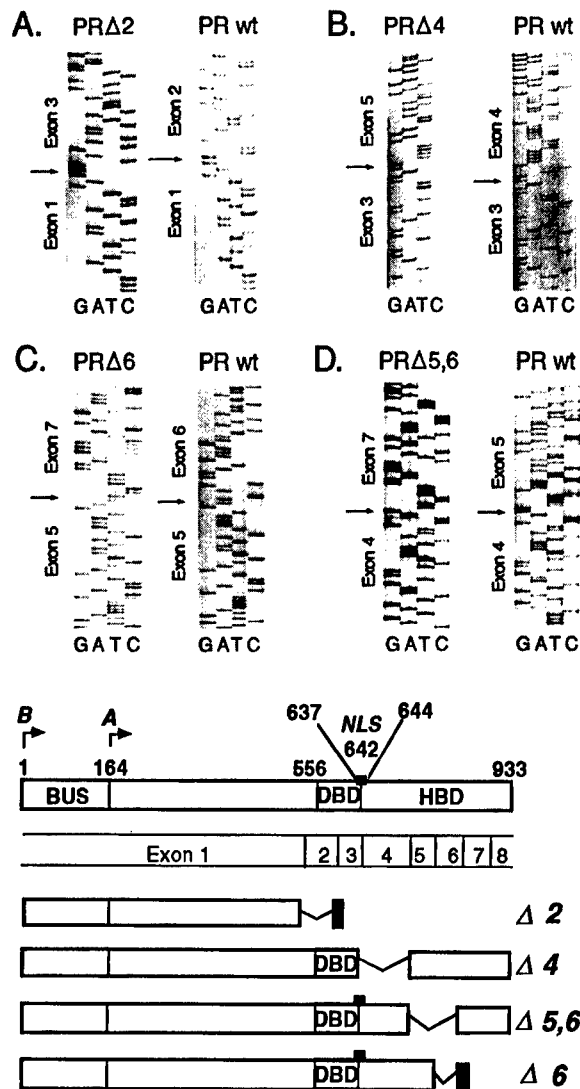 A. PRΔ2 PR wt
Exon 3
Exon 1
Exon 2
Exon 1
GATC GATC
B. PRΔ4 PR wt
Exon 5
Exon 3
Exon 4
Exon 3
GATC GATC
C. PRΔ6 PR wt
Exon 7
Exon 5
Exon 6
Exon 5
GATC GATC
D. PRΔ5,6 PR wt
Exon 7
Exon 4
Exon 5
Exon 4
GATC GATC
637 NLS 644
642
B A
1 164 556 933
BUS DBD HBD
Exon 1 2 3 4 5 6 7 8
Δ 2
DBD Δ 4
DBD Δ 5,6
DBD Δ 6